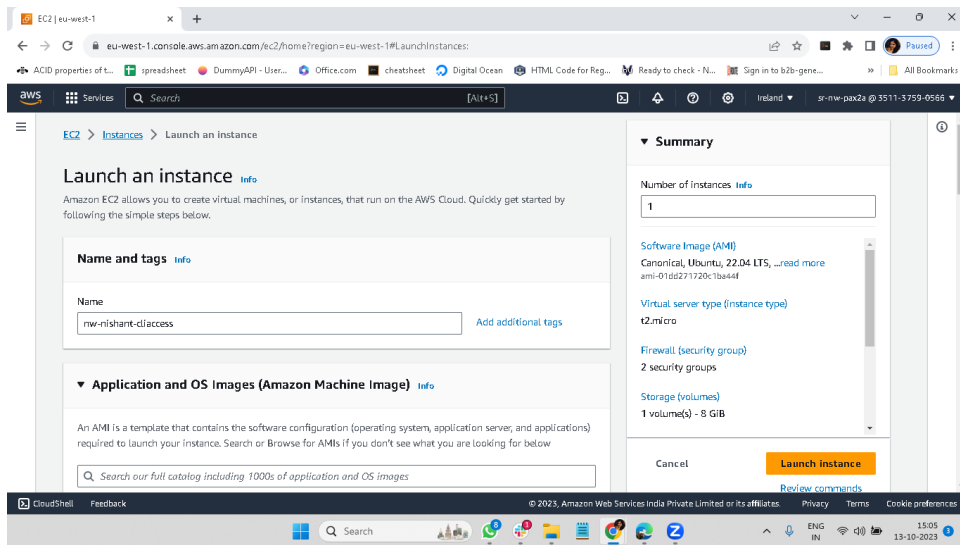 EC2 | eu-west-1
eu-west-1.console.aws.amazon.com/ec2/home?region=eu-west-1#LaunchInstances:
Paused
ACID properties of t...
spreadsheet
DummyAPI - User...
Office.com
cheatsheet
Digital Ocean
HTML Code for Reg...
Ready to check - N...
Sign in to b2b-gene...
»
All Bookmarks
aws
Services
Search
[Alt+S]
Ireland ▼
sr-nw-pax2a @ 3511-3759-0566 ▼
EC2 > Instances > Launch an instance
Launch an instance Info
Amazon EC2 allows you to create virtual machines, or instances, that run on the AWS Cloud. Quickly get started by
following the simple steps below.
Name and tags Info
Name
nw-nishant-cliaccess
Add additional tags
▼ Application and OS Images (Amazon Machine Image) Info
An AMI is a template that contains the software configuration (operating system, application server, and applications)
required to launch your instance. Search or Browse for AMIs if you don't see what you are looking for below
Search our full catalog including 1000s of application and OS images
▼ Summary
Number of instances Info
1
Software Image (AMI)
Canonical, Ubuntu, 22.04 LTS, ...read more
ami-01dd271720c1ba44f
Virtual server type (instance type)
t2.micro
Firewall (security group)
2 security groups
Storage (volumes)
1 volume(s) - 8 GiB
Cancel
Launch instance
Review commands
CloudShell
Feedback
© 2023, Amazon Web Services India Private Limited or its affiliates.
Privacy
Terms
Cookie preferences
Search
ENG
IN
15:05
13-10-2023